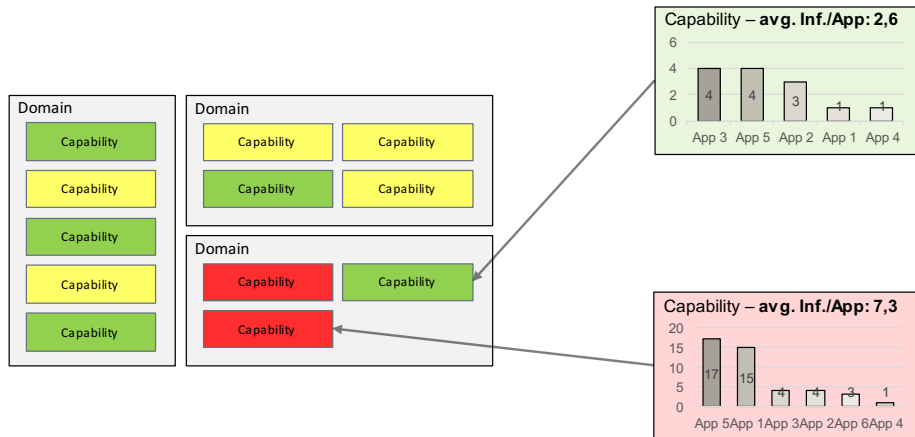 Domain
Capability
Capability
Capability
Capability
Capability
Domain
Capability Capability
Capability Capability
Domain
Capability Capability
Capability
Capability – avg. Inf./App: 2,6
6
4
2
0
4 4 3 1 1
App 3 App 5 App 2 App 1 App 4
Capability – avg. Inf./App: 7,3
20
15
10
5
0
17 15 4 4 3 1
App 5 App 1 App 3 App 2 App 6 App 4